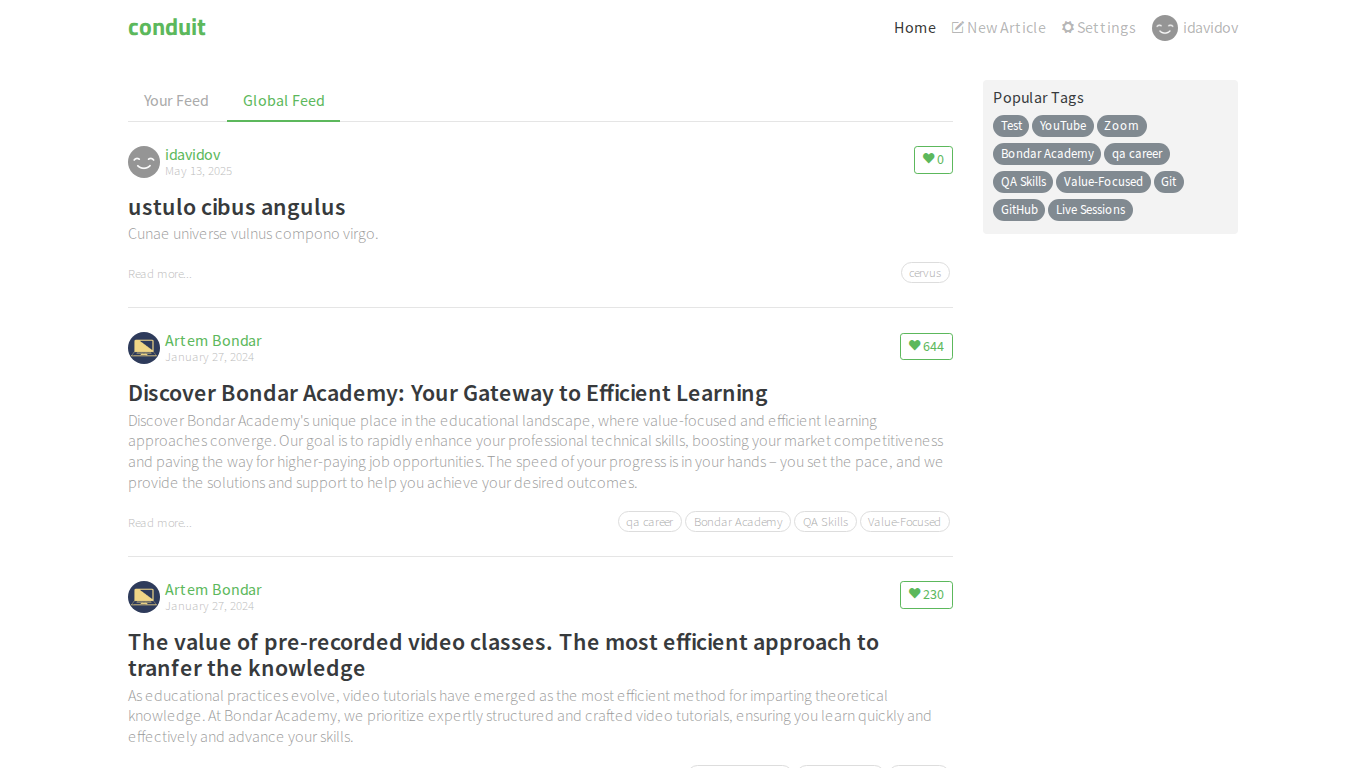 conduit
Home New Article Settings idavidov
Your Feed Global Feed
Popular Tags
Test YouTube Zoom
Bondar Academy qa career
QA Skills Value-Focused Git
GitHub Live Sessions
idavidov
May 13, 2025
0
ustulo cibus angulus
Cunae universe vulnus compono virgo.
Read more...
cervus
Artem Bondar
January 27, 2024
644
Discover Bondar Academy: Your Gateway to Efficient Learning
Discover Bondar Academy's unique place in the educational landscape, where value-focused and efficient learning
approaches converge. Our goal is to rapidly enhance your professional technical skills, boosting your market competitiveness
and paving the way for higher-paying job opportunities. The speed of your progress is in your hands – you set the pace, and we
provide the solutions and support to help you achieve your desired outcomes.
Read more...
qa career Bondar Academy QA Skills Value-Focused
Artem Bondar
January 27, 2024
230
The value of pre-recorded video classes. The most efficient approach to
tranfer the knowledge
As educational practices evolve, video tutorials have emerged as the most efficient method for imparting theoretical
knowledge. At Bondar Academy, we prioritize expertly structured and crafted video tutorials, ensuring you learn quickly and
effectively and advance your skills.